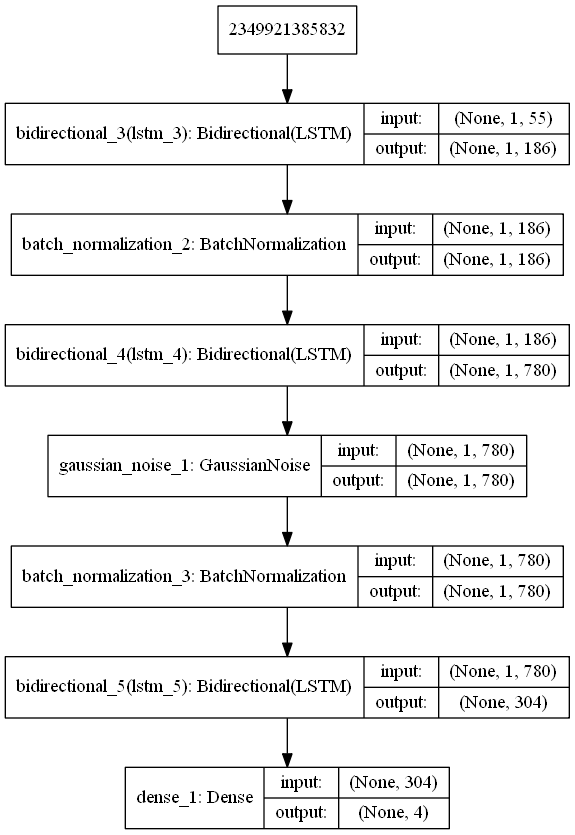 2349921385832
bidirectional_3(lstm_3): Bidirectional(LSTM)
input:
(None, 1, 55)
output:
(None, 1, 186)
batch_normalization_2: BatchNormalization
input:
(None, 1, 186)
output:
(None, 1, 186)
bidirectional_4(lstm_4): Bidirectional(LSTM)
input:
(None, 1, 186)
output:
(None, 1, 780)
gaussian_noise_1: GaussianNoise
input:
(None, 1, 780)
output:
(None, 1, 780)
batch_normalization_3: BatchNormalization
input:
(None, 1, 780)
output:
(None, 1, 780)
bidirectional_5(lstm_5): Bidirectional(LSTM)
input:
(None, 1, 780)
output:
(None, 304)
dense_1: Dense
input:
(None, 304)
output:
(None, 4)